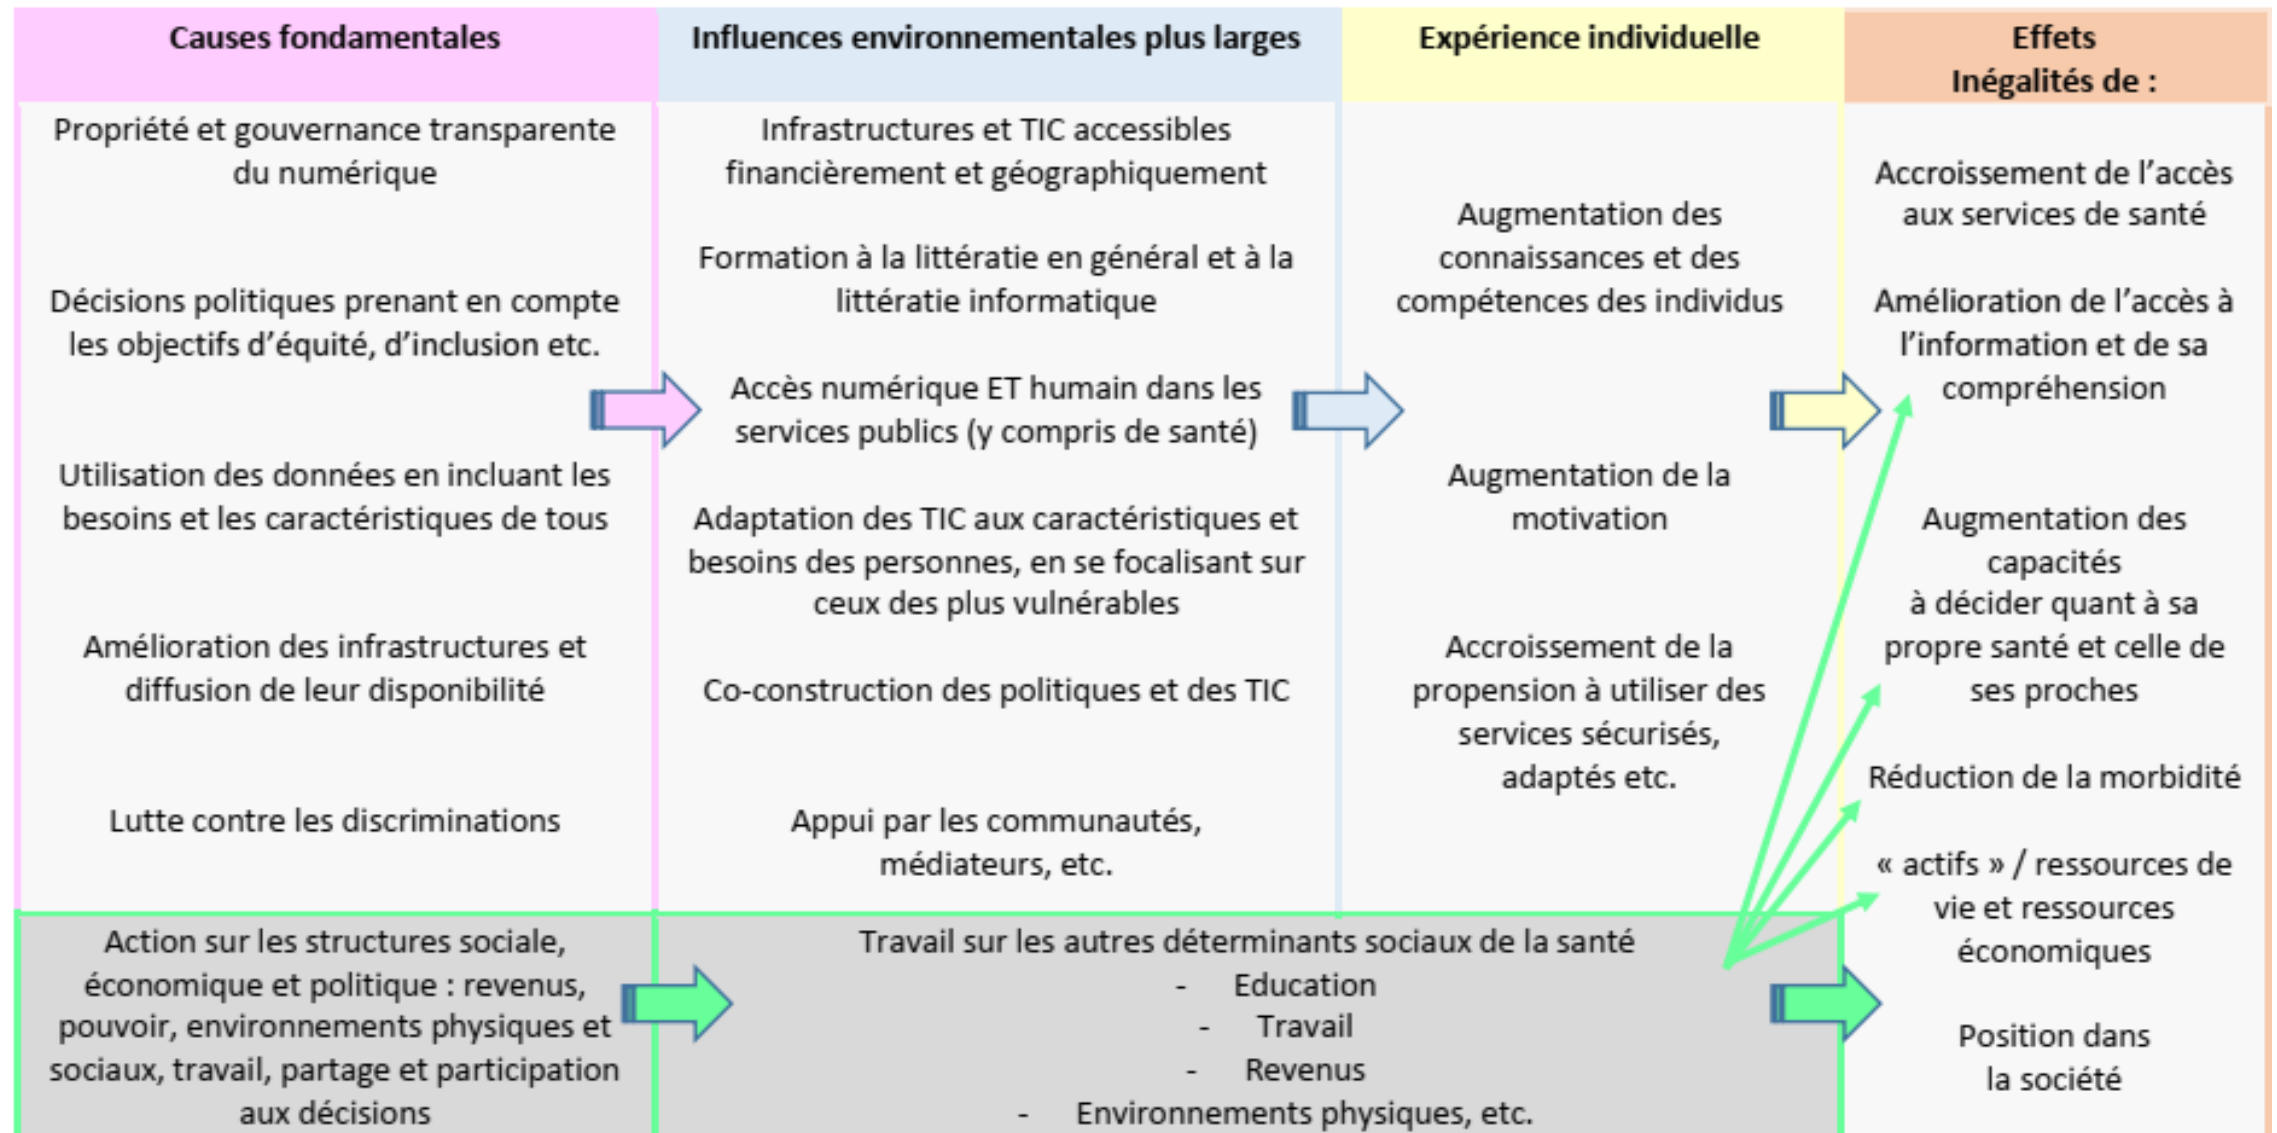 Causes fondamentales
Propriété et gouvernance transparente
du numérique
Décisions politiques prenant en compte
les objectifs d’équité, d’inclusion etc.
Utilisation des données en incluant les
besoins et les caractéristiques de tous
Amélioration des infrastructures et
diffusion de leur disponibilité
Lutte contre les discriminations
Influences environnementales plus larges
Infrastructures et TIC accessibles
financièrement et géographiquement
Formation à la littératie en général et à la
littératie informatique
Accès numérique ET humain dans les
services publics (y compris de santé)
Adaptation des TIC aux caractéristiques et
besoins des personnes, en se focalisant sur
ceux des plus vulnérables
Co-construction des politiques et des TIC
Appui par les communautés,
médiateurs, etc.
Expérience individuelle
Augmentation des
connaissances et des
compétences des individus
Augmentation de la
motivation
Accroissement de la
propension à utiliser des
services sécurisés,
adaptés etc.
Effets
Inégalités de :
Accroissement de l’accès
aux services de santé
Amélioration de l’accès à
l’information et de sa
compréhension
Augmentation des
capacités
à décider quant à sa
propre santé et celle de
ses proches
Réduction de la morbidité
« actifs » / ressources de
vie et ressources
économiques
Position dans
la société
Action sur les structures sociale,
économique et politique : revenus,
pouvoir, environnements physiques et
sociaux, travail, partage et participation
aux décisions
Travail sur les autres déterminants sociaux de la santé
- Education
- Travail
- Revenus
- Environnements physiques, etc.